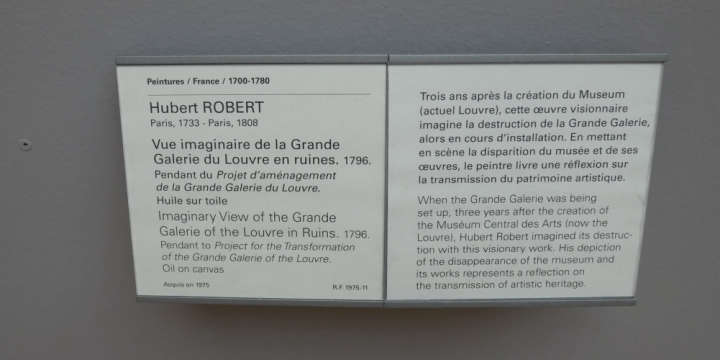 Peintures / France / 1700-1780
Hubert ROBERT
Paris, 1733 - Paris, 1808
Vue imaginaire de la Grande
Galerie du Louvre en ruines. 1796.
Pendant du Projet d'aménagement
de la Grande Galerie du Louvre.
Huile sur toile
Imaginary View of the Grande
Galerie of the Louvre in Ruins. 1796.
Pendant to Project for the Transformation
of the Grande Galerie of the Louvre.
Oil on canvas
Acquis en 1975
R.F. 1975-11
Trois ans après la création du Museum
(actuel Louvre), cette œuvre visionnaire
imagine la destruction de la Grande Galerie,
alors en cours d'installation. En mettant
en scène la disparition du musée et de ses
œuvres, le peintre livre une réflexion sur
la transmission du patrimoine artistique.
When the Grande Galerie was being
set up, three years after the creation of
the Muséum Central des Arts (now the
Louvre), Hubert Robert imagined its destruc-
tion with this visionary work. His depiction
of the disappearance of the museum and
its works represents a reflection on
the transmission of artistic heritage.